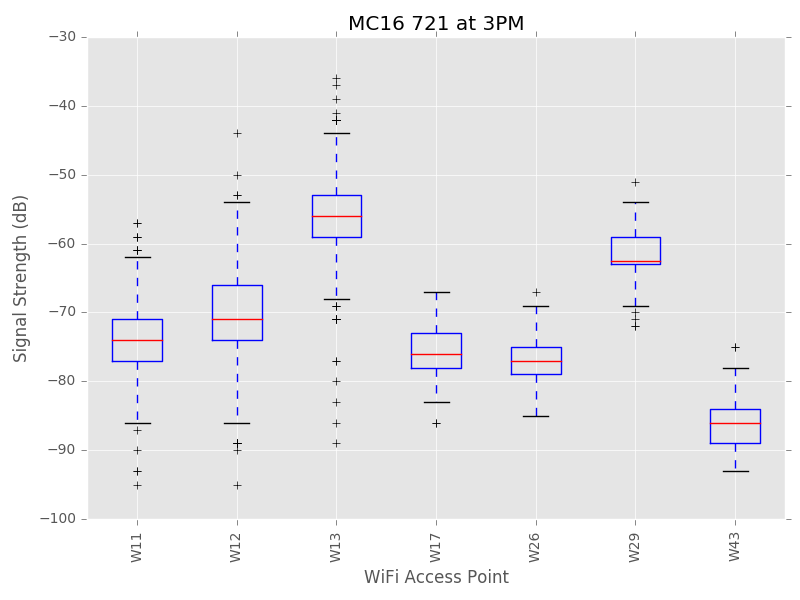 MC16 721 at 3PM
−30
−40
−50
−60
−70
−80
−90
−100
Signal Strength (dB)
W11
W12
W13
W17
W26
W29
W43
WiFi Access Point